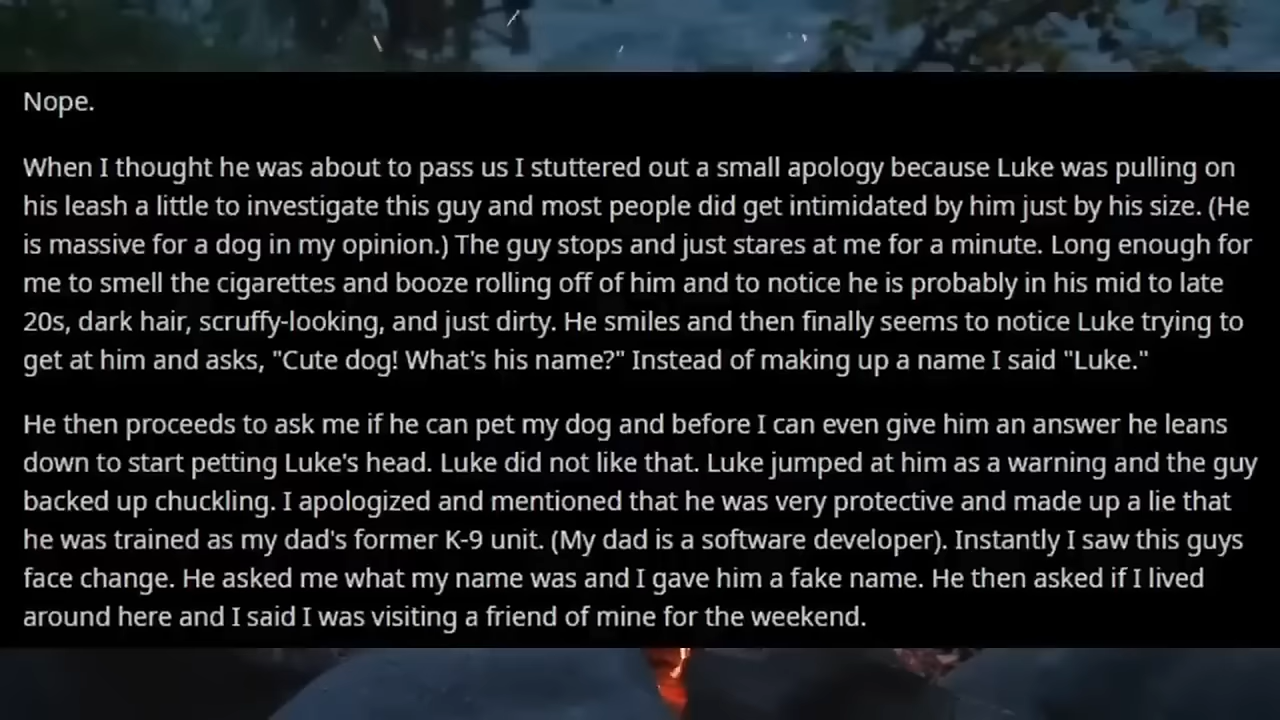 Nope.
When I thought he was about to pass us I stuttered out a small apology because Luke was pulling on
his leash a little to investigate this guy and most people did get intimidated by him just by his size. (He
is massive for a dog in my opinion.) The guy stops and just stares at me for a minute. Long enough for
me to smell the cigarettes and booze rolling off of him and to notice he is probably in his mid to late
20s, dark hair, scruffy-looking, and just dirty. He smiles and then finally seems to notice Luke trying to
get at him and asks, "Cute dog! What's his name?" Instead of making up a name I said "Luke."
He then proceeds to ask me if he can pet my dog and before I can even give him an answer he leans
down to start petting Luke's head. Luke did not like that. Luke jumped at him as a warning and the guy
backed up chuckling. I apologized and mentioned that he was very protective and made up a lie that
he was trained as my dad's former K-9 unit. (My dad is a software developer). Instantly I saw this guys
face change. He asked me what my name was and I gave him a fake name. He then asked if I lived
around here and I said I was visiting a friend of mine for the weekend.